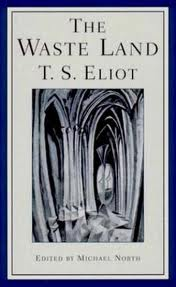 THE
WASTE LAND
T. S. ELIOT
EDITED BY MICHAEL NORTH